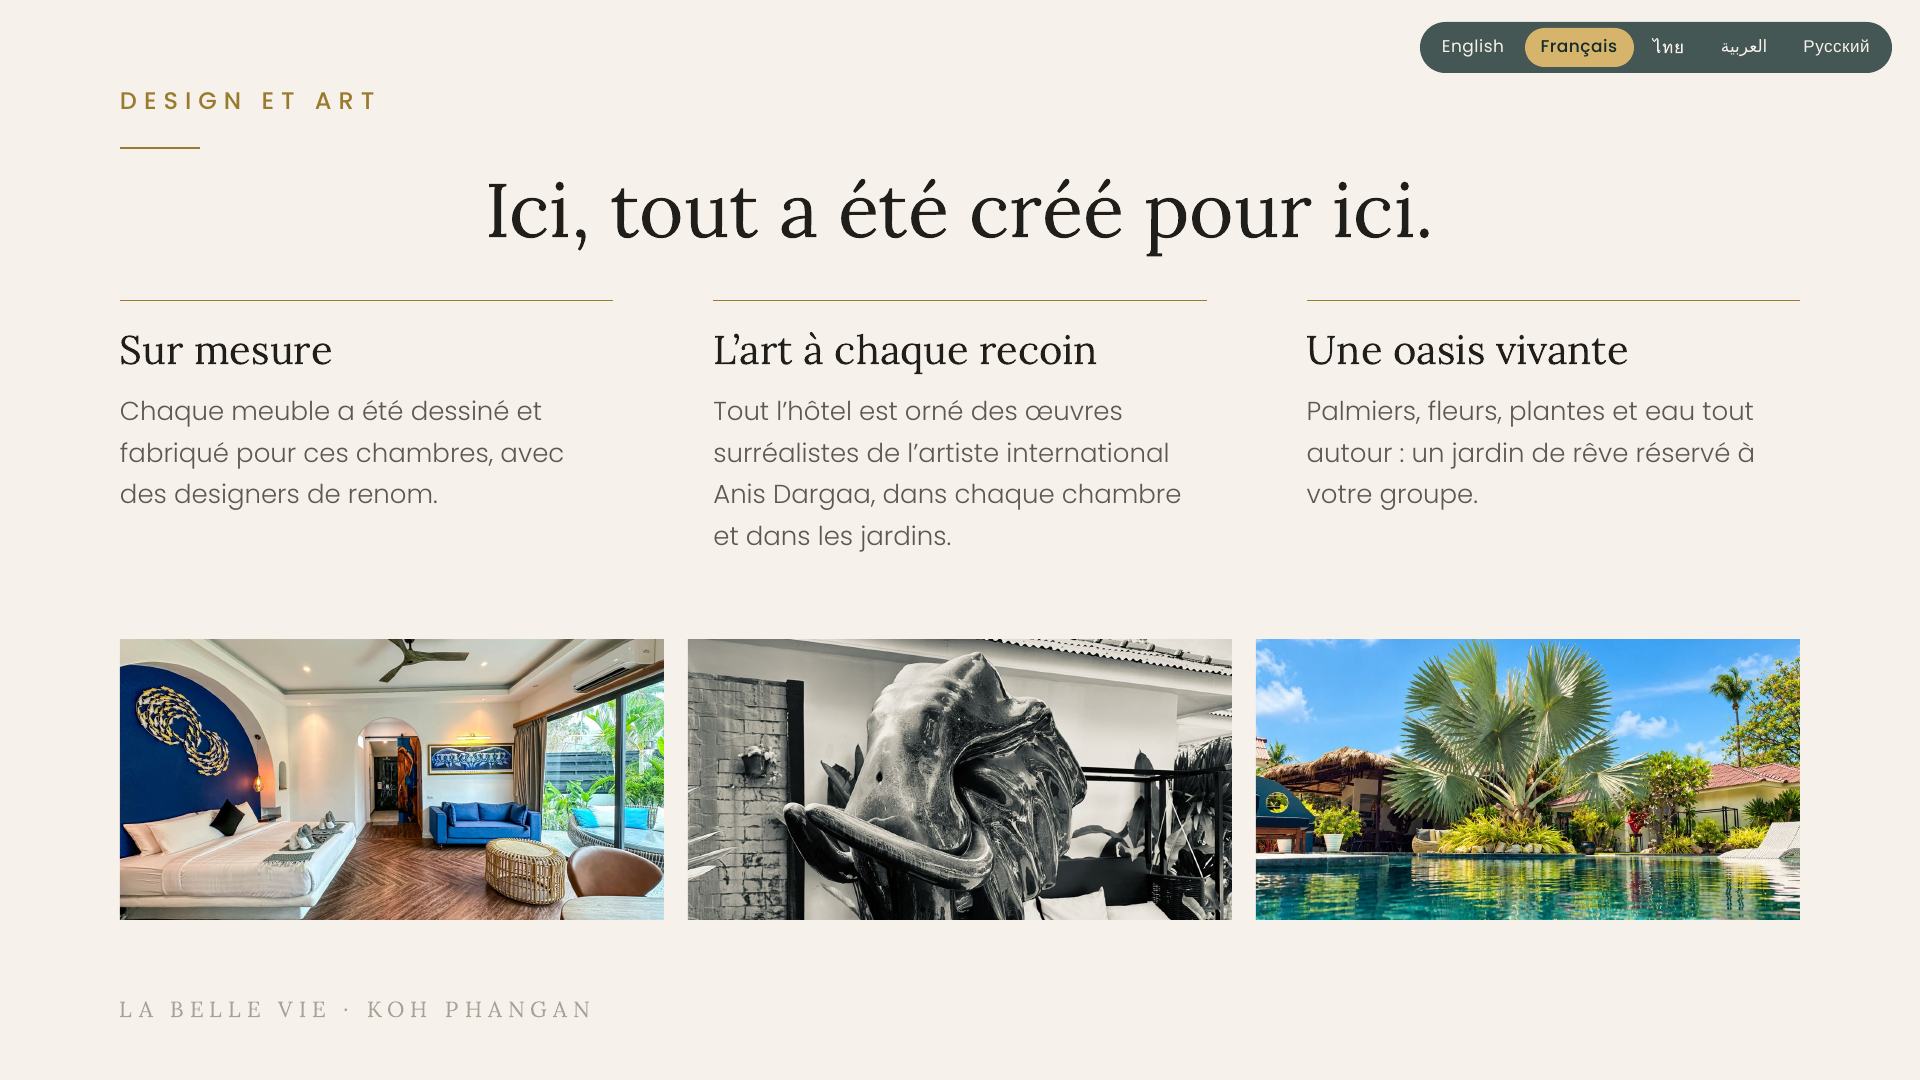 English Français ไทย العربية Русский
DESIGN ET ART
Ici, tout a été créé pour ici.
Sur mesure
Chaque meuble a été dessiné et
fabriqué pour ces chambres, avec
des designers de renom.
L’art à chaque recoin
Tout l’hôtel est orné des œuvres
surréalistes de l’artiste international
Anis Dargaa, dans chaque chambre
et dans les jardins.
Une oasis vivante
Palmiers, fleurs, plantes et eau tout
autour : un jardin de rêve réservé à
votre groupe.
LA BELLE VIE · KOH PHANGAN